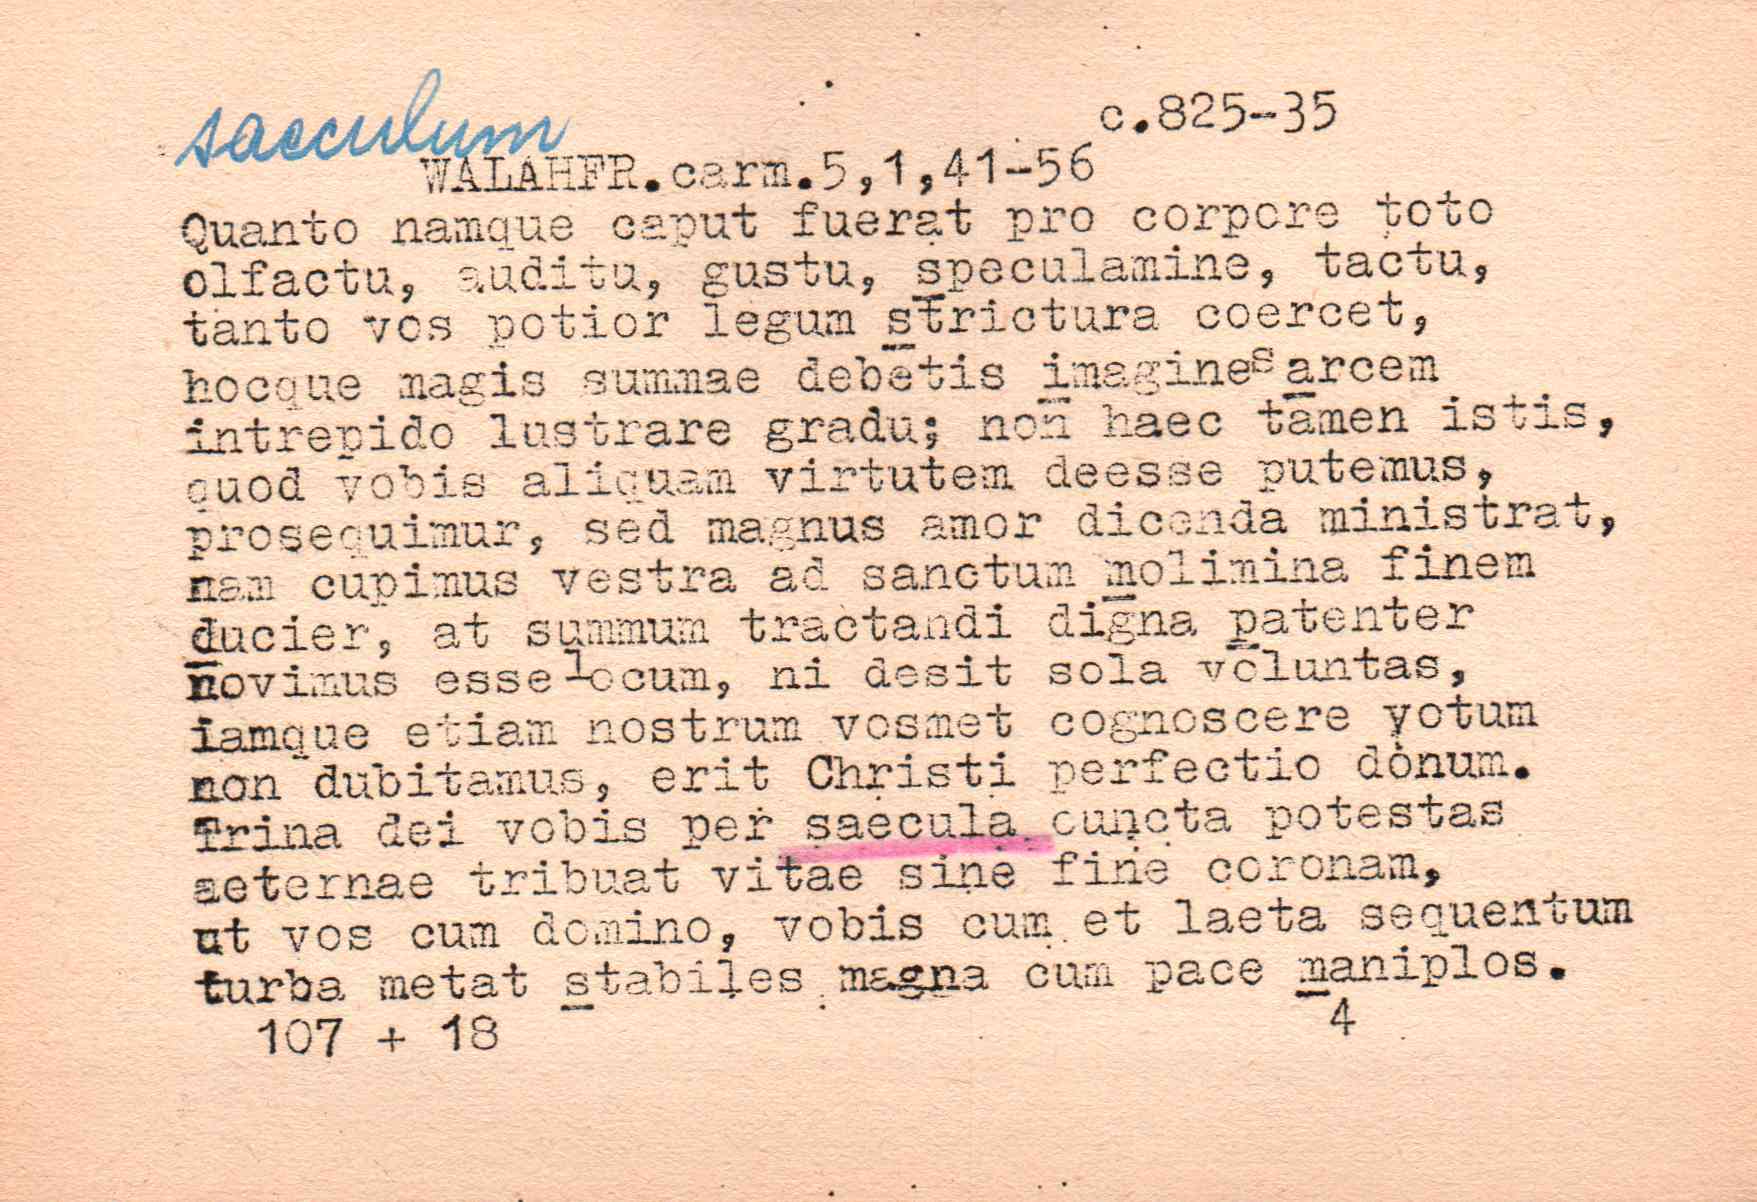 saeculum
c.825-35
WALAHFR.carm.5,1,41-56
Quanto namque caput fuerat pro corpore toto
olfactu, auditu, gustu, speculamine, tactu,
tanto vos potior legum strictura coercet,
hocque magis summae debetis imagines arcem
intrepido lustrare gradu; non haec tamen istis,
quod vobis aliquam virtutem deesse putemus,
prosequimur, sed magnus amor dicenda ministrat,
nam cupimus vestra ad sanctum molimina finem
ducier, at summum tractandi digna patenter
novimus esse locum, ni desit sola voluntas,
iamque etiam nostrum vosmet cognoscere votum
non dubitamus, erit Christi perfectio donum.
Trina dei vobis per saecula cuncta potestas
aeternae tribuat vitae sine fine coronam,
ut vos cum domino, vobis cum et laeta sequentum
turba metat stabiles magna cum pace maniplos.
107 + 18
4